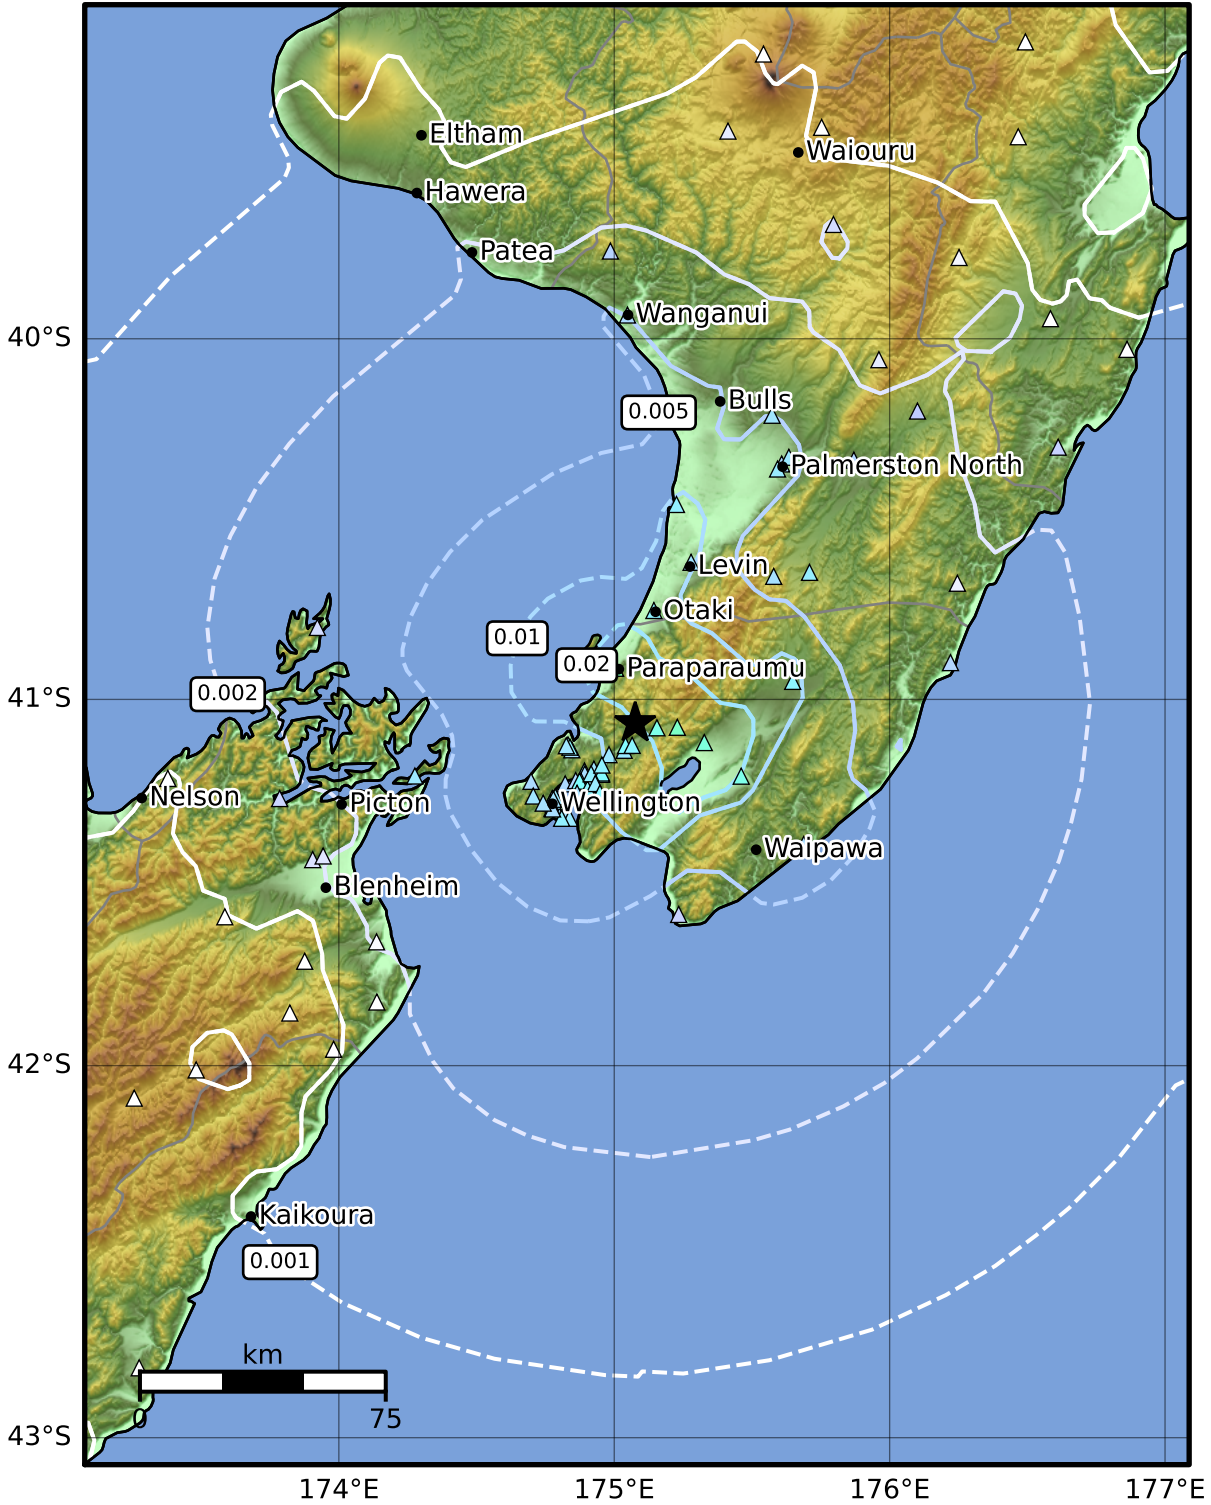 Eltham
Waiouru
Hawera
Patea
Wanganui
40°S
Bulls
0.005
Palmerston North
Levin
Otaki
0.01
0.02
Paraparaumu
0.002
41°S
Nelson
Picton
Wellington
Waipawa
Blenheim
42°S
Kaikoura
0.001
km
0
75
43°S
174°E
175°E
176°E
177°E